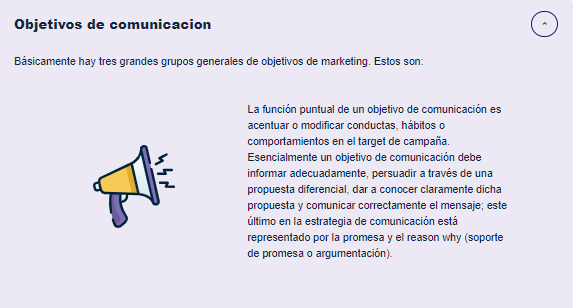 Objetivos de comunicacion
Básicamente hay tres grandes grupos generales de objetivos de marketing. Estos son:
La función puntual de un objetivo de comunicación es
acentuar o modificar conductas, hábitos o
comportamientos en el target de campaña.
Esencialmente un objetivo de comunicación debe
informar adecuadamente, persuadir a través de una
propuesta diferencial, dar a conocer claramente dicha
propuesta y comunicar correctamente el mensaje; este
último en la estrategia de comunicación está
representado por la promesa y el reason why (soporte
de promesa o argumentación).